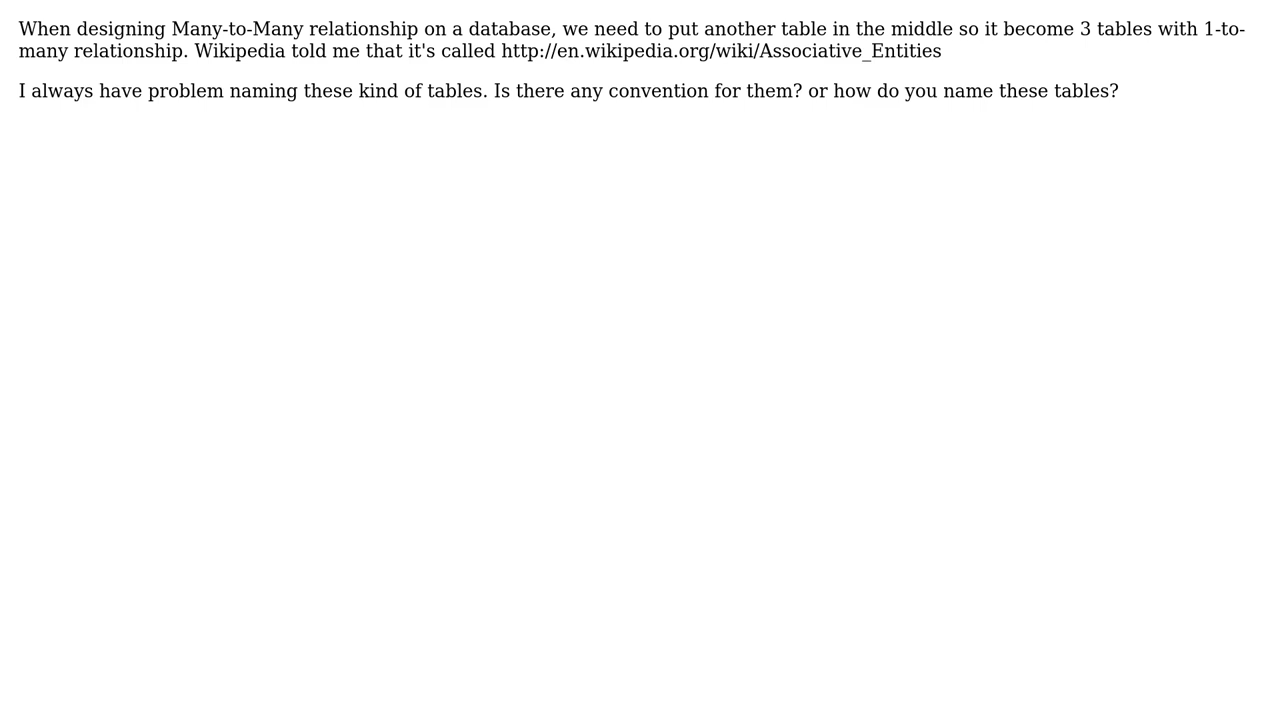 When designing Many-to-Many relationship on a database, we need to put another table in the middle so it become 3 tables with 1-to-
many relationship. Wikipedia told me that it's called http://en.wikipedia.org/wiki/Associative_Entities
I always have problem naming these kind of tables. Is there any convention for them? or how do you name these tables?